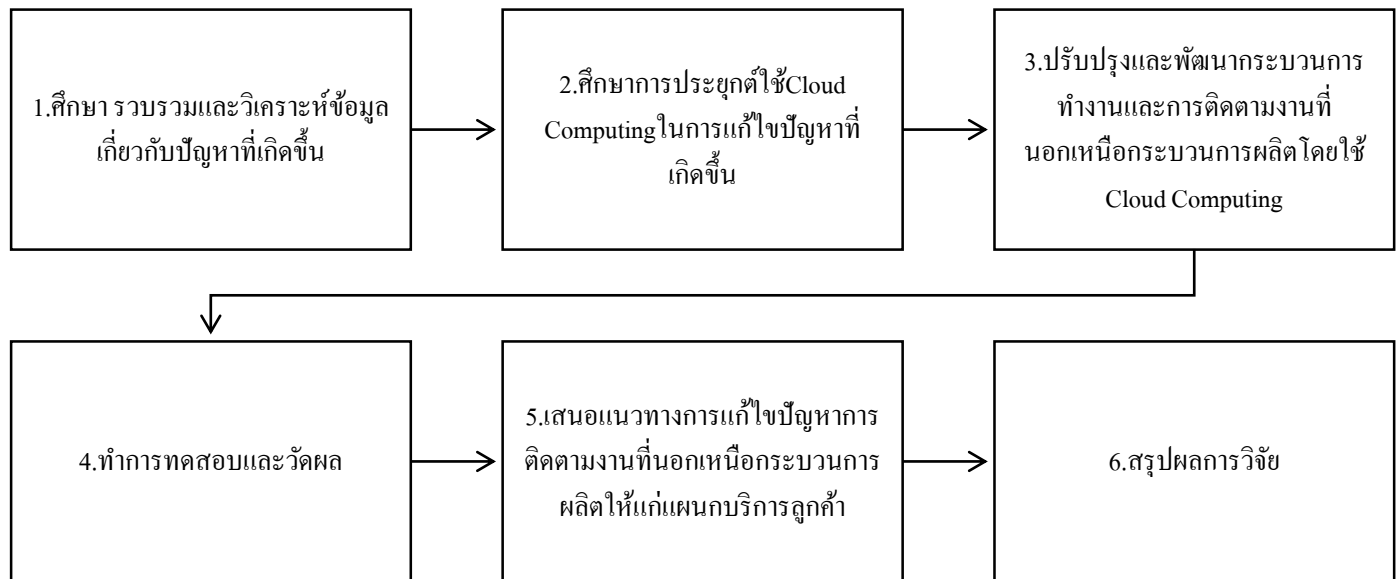 1.ศึกษา รวบรวมและวิเคราะห์ข้อมูล
เกี่ยวกับปัญหาที่เกิดขึ้น
2.ศึกษาการประยุกต์ใช้Cloud
Computingในการแก้ไขปัญหาที่
เกิดขึ้น
3.ปรับปรุงและพัฒนากระบวนการ
ทำงานและการติดตามงานที่
นอกเหนือกระบวนการผลิตโดยใช้
Cloud Computing
4.ทำการทดสอบและวัดผล
5.เสนอแนวทางการแก้ไขปัญหาการ
ติดตามงานที่นอกเหนือกระบวนการ
ผลิตให้แก่แผนกบริการลูกค้า
6.สรุปผลการวิจัย